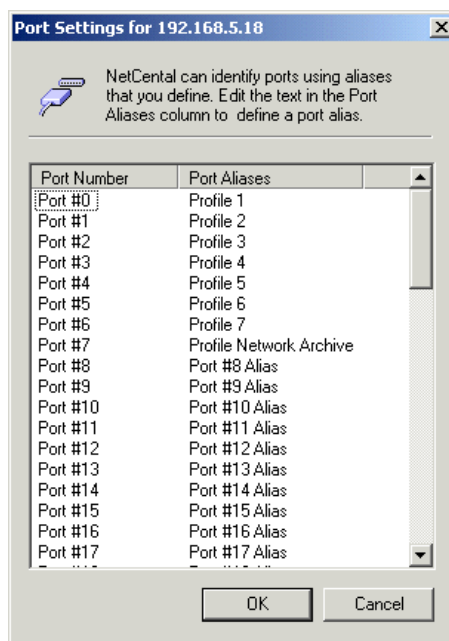 Port Settings for 192.168.5.18
NetCental can identify ports using aliases
that you define. Edit the text in the Port
Aliases column to define a port alias.
Port Number Port Aliases
Port #0 Profile 1
Port #1 Profile 2
Port #2 Profile 3
Port #3 Profile 4
Port #4 Profile 5
Port #5 Profile 6
Port #6 Profile 7
Port #7 Profile Network Archive
Port #8 Port #8 Alias
Port #9 Port #9 Alias
Port #10 Port #10 Alias
Port #11 Port #11 Alias
Port #12 Port #12 Alias
Port #13 Port #13 Alias
Port #14 Port #14 Alias
Port #15 Port #15 Alias
Port #16 Port #16 Alias
Port #17 Port #17 Alias
OK Cancel